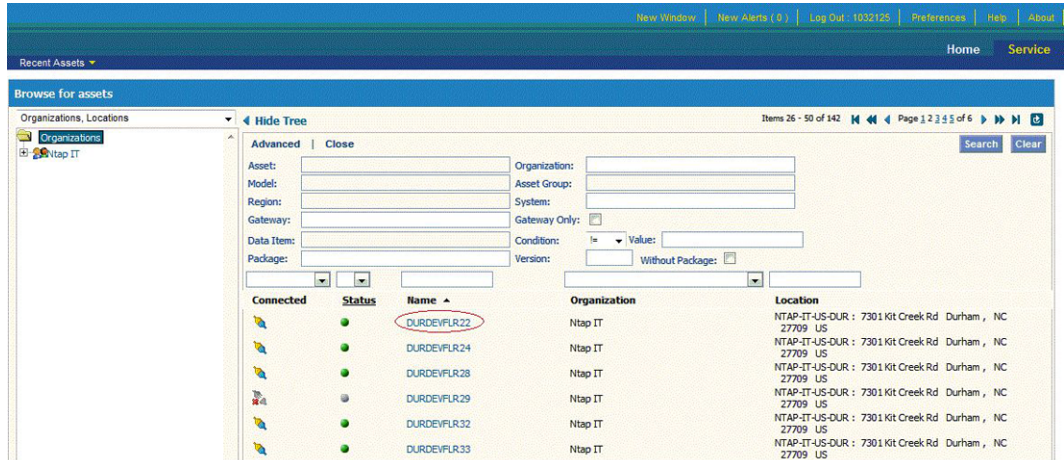 New Window | New Alerts ( 0 ) | Log Out : 1032125 | Preferences | Help | About
Home Service
Recent Assets
Browse for assets
Organizations, Locations
Organizations
Ntap IT
Hide Tree
Items 26 - 50 of 142 Page 1 2 3 4 5 of 6
Advanced | Close
Search Clear
Asset: Organization:
Model: Asset Group:
Region: System:
Gateway: Gateway Only:
Data Item: Condition: != Value:
Package: Version: Without Package:
Connected Status Name Organization Location
DURDEVFLR22 Ntap IT NTAP-IT-US-DUR : 7301 Kit Creek Rd Durham , NC
27709 US
DURDEVFLR24 Ntap IT NTAP-IT-US-DUR : 7301 Kit Creek Rd Durham , NC
27709 US
DURDEVFLR28 Ntap IT NTAP-IT-US-DUR : 7301 Kit Creek Rd Durham , NC
27709 US
DURDEVFLR29 Ntap IT NTAP-IT-US-DUR : 7301 Kit Creek Rd Durham , NC
27709 US
DURDEVFLR32 Ntap IT NTAP-IT-US-DUR : 7301 Kit Creek Rd Durham , NC
27709 US
DURDEVFLR33 Ntap IT NTAP-IT-US-DUR : 7301 Kit Creek Rd Durham , NC
27709 US